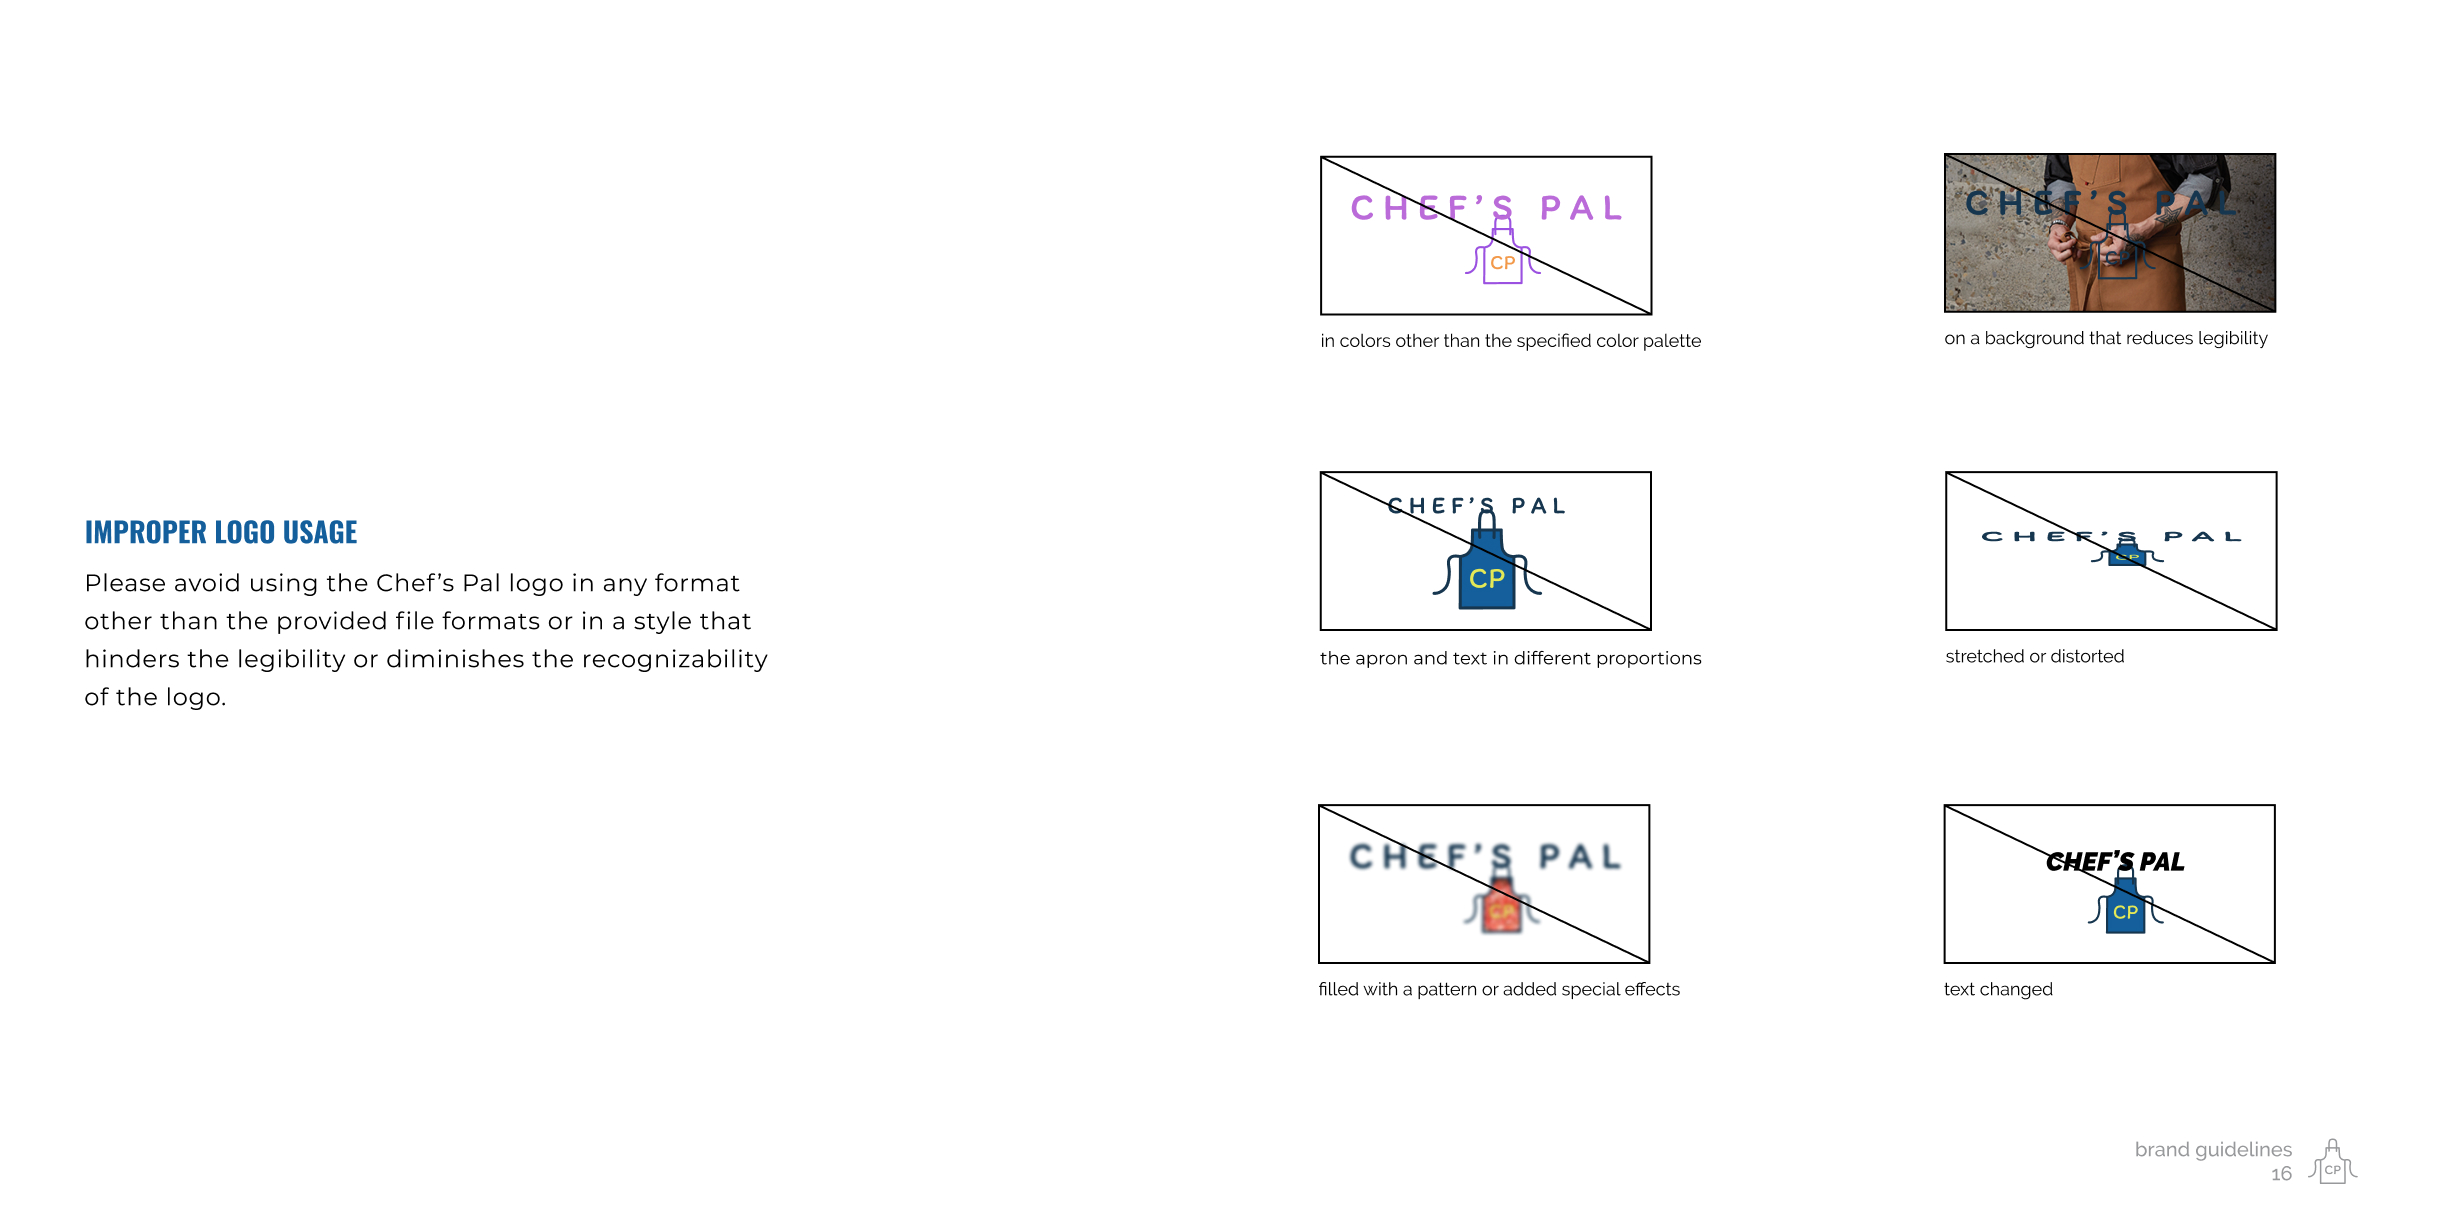 IMPROPER LOGO USAGE
Please avoid using the Chef’s Pal logo in any format
other than the provided file formats or in a style that
hinders the legibility or diminishes the recognizability
of the logo.
CHEF’S PAL
CP
in colors other than the specified color palette
CHEF’S PAL
CP
on a background that reduces legibility
CHEF’S PAL
CP
the apron and text in different proportions
CHEF’S PAL
CP
stretched or distorted
CHEF’S PAL
CP
filled with a pattern or added special effects
CHEF’S PAL
CP
text changed
brand guidelines
16
CP